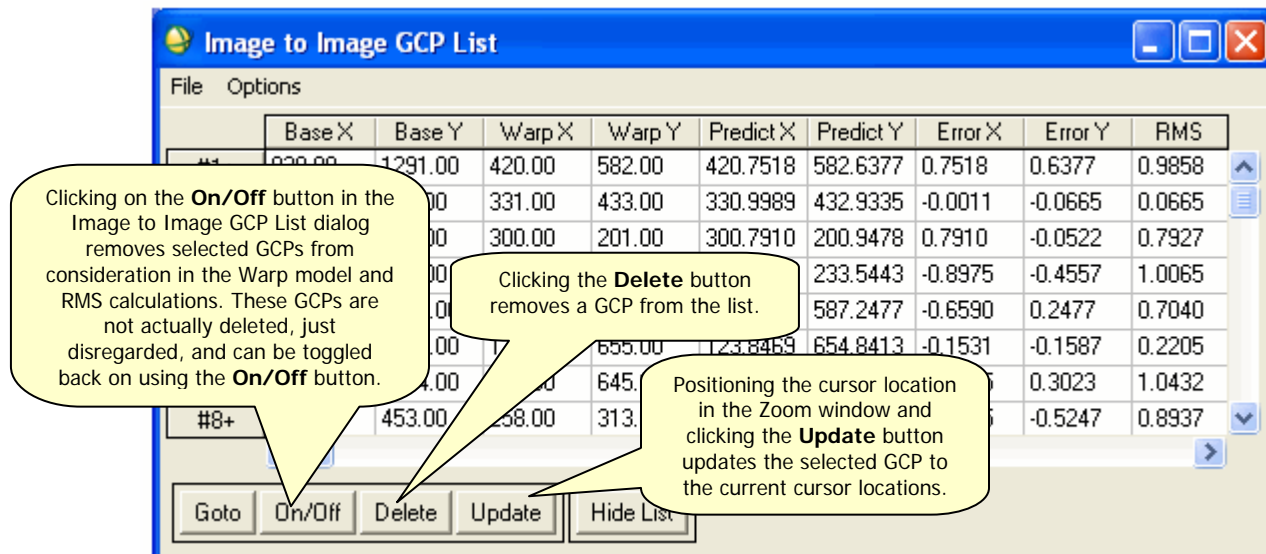 Image to Image GCP List
File Options
Base X Base Y Warp X Warp Y Predict X Predict Y Error X Error Y RMS
1291.00 420.00 582.00 420.7518 582.6377 0.7518 0.6377 0.9858
331.00 433.00 330.9989 432.9335 -0.0011 -0.0665 0.0665
300.00 201.00 300.7910 200.9478 0.7910 -0.0522 0.7927
233.5443 -0.8975 -0.4557 1.0065
587.2477 -0.6590 0.2477 0.7040
655.00 123.8469 654.8413 -0.1531 -0.1587 0.2205
645. 0.3023 1.0432
#8+ 453.00 258.00 313. -0.5247 0.8937
Clicking on the On/Off button in the
Image to Image GCP List dialog
removes selected GCPs from
consideration in the Warp model and
RMS calculations. These GCPs are
not actually deleted, just
disregarded, and can be toggled
back on using the On/Off button.
Clicking the Delete button
removes a GCP from the list.
Positioning the cursor location
in the Zoom window and
clicking the Update button
updates the selected GCP to
the current cursor locations.
Goto On/Off Delete Update Hide List